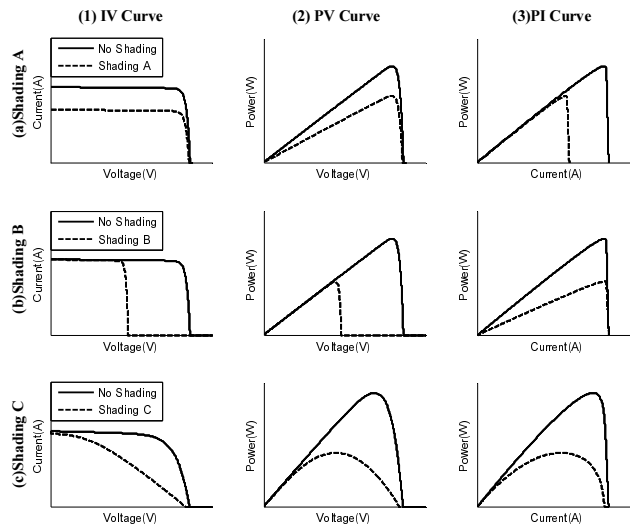 (1) IV Curve
(2) PV Curve
(3)PI Curve
(a)Shading A
Current(A)
No Shading
Shading A
Voltage(V)
Power(W)
Voltage(V)
Power(W)
Current(A)
(b)Shading B
Current(A)
No Shading
Shading B
Voltage(V)
Power(W)
Voltage(V)
Power(W)
Current(A)
(c)Shading C
Current(A)
No Shading
Shading C
Voltage(V)
Power(W)
Voltage(V)
Power(W)
Current(A)